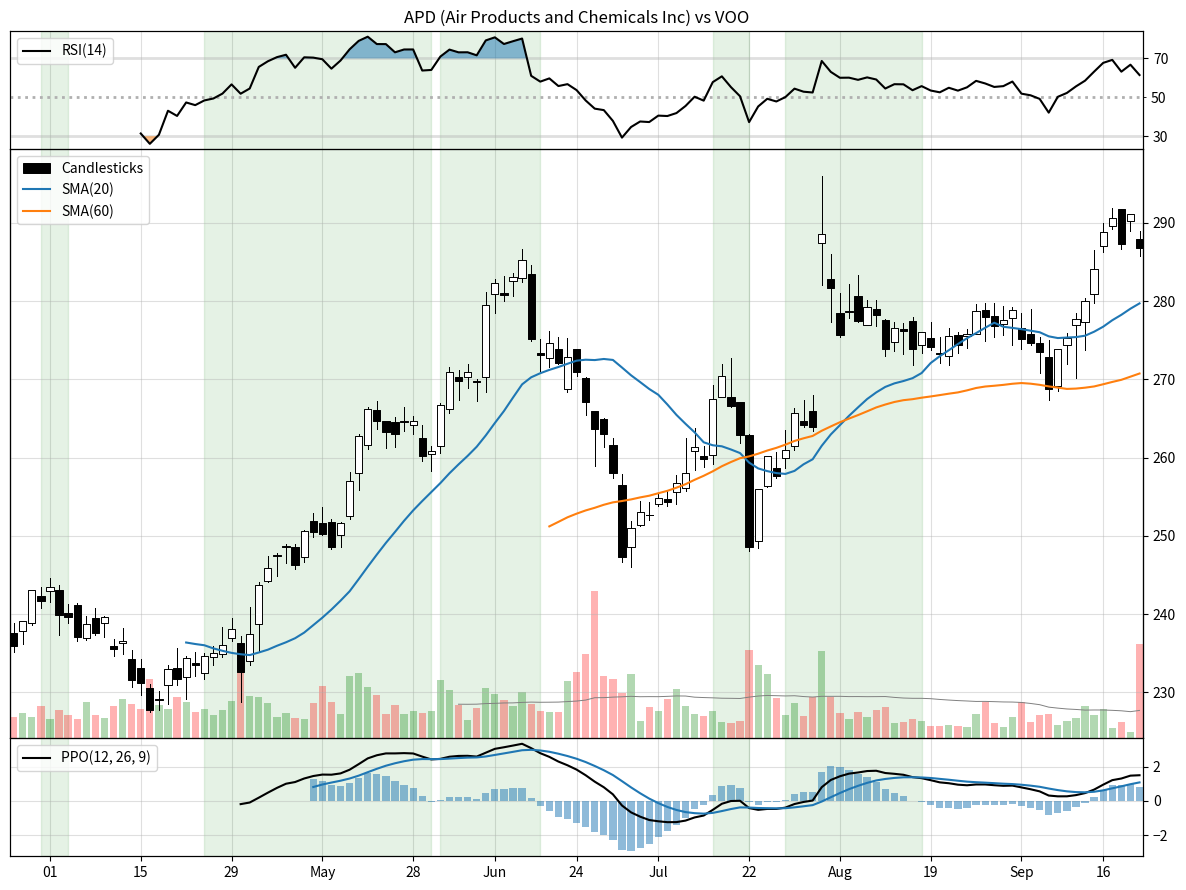 APD (Air Products and Chemicals Inc) vs VOO
RSI(14)
70
50
30
Candlesticks
SMA(20)
SMA(60)
290
280
270
260
250
240
230
PPO(12, 26, 9)
2
0
−2
01 15 29 May 28 Jun 24 Jul 22 Aug 19 Sep 16